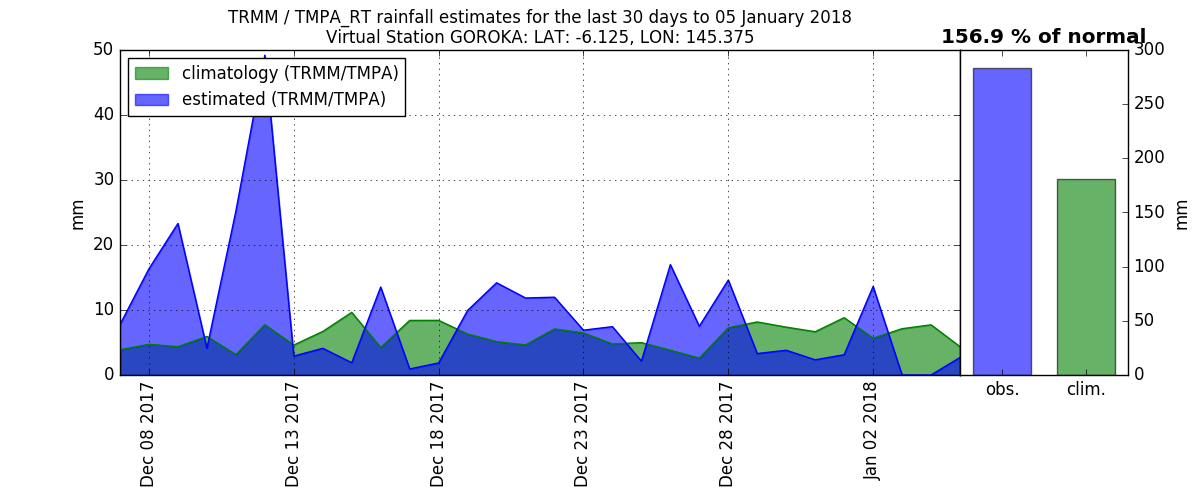 TRMM / TMPA_RT rainfall estimates for the last 30 days to 05 January 2018
Virtual Station GOROKA: LAT: -6.125, LON: 145.375
156.9 % of normal
climatology (TRMM/TMPA)
estimated (TRMM/TMPA)
50
40
30
20
10
0
mm
Dec 08 2017
Dec 13 2017
Dec 18 2017
Dec 23 2017
Dec 28 2017
Jan 02 2018
300
250
200
150
100
50
0
mm
obs.
clim.